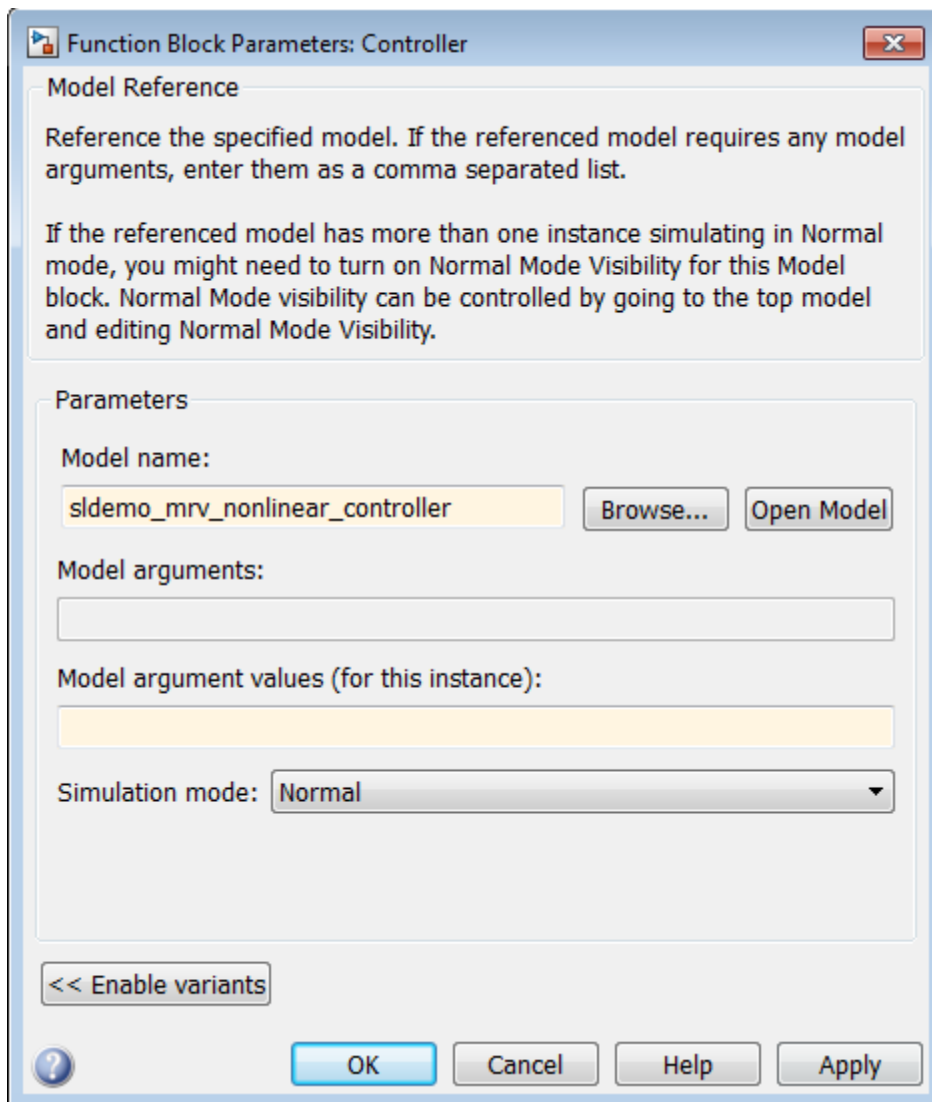 Function Block Parameters: Controller
Model Reference
Reference the specified model. If the referenced model requires any model
arguments, enter them as a comma separated list.
If the referenced model has more than one instance simulating in Normal
mode, you might need to turn on Normal Mode Visibility for this Model
block. Normal Mode visibility can be controlled by going to the top model
and editing Normal Mode Visibility.
Parameters
Model name:
sldemo_mrv_nonlinear_controller Browse... Open Model
Model arguments:
Model argument values (for this instance):
Simulation mode: Normal
<< Enable variants
? OK Cancel Help Apply